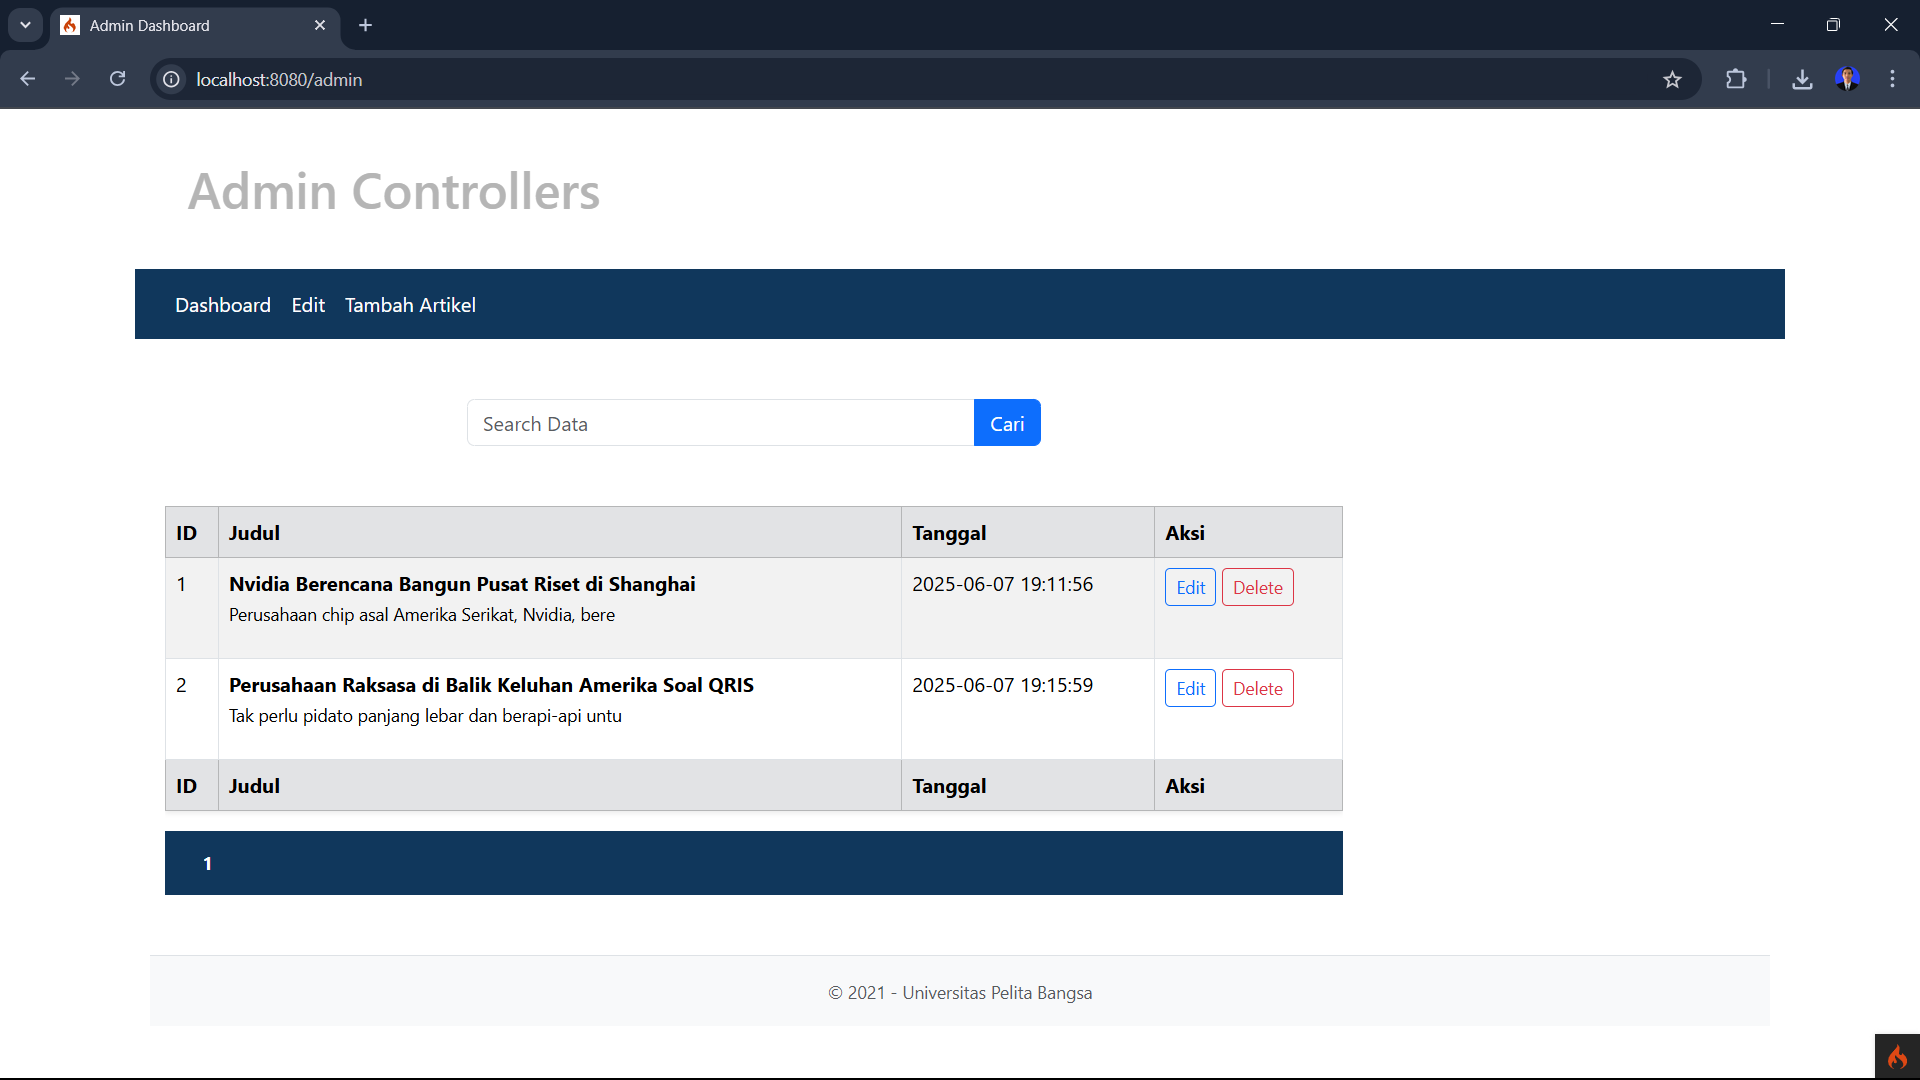 Admin Dashboard
localhost:8080/admin
Admin Controllers
Dashboard Edit Tambah Artikel
Search Data Cari
ID Judul Tanggal Aksi
1 Nvidia Berencana Bangun Pusat Riset di Shanghai 2025-06-07 19:11:56 Edit Delete
Perusahaan chip asal Amerika Serikat, Nvidia, bere
2 Perusahaan Raksasa di Balik Keluhan Amerika Soal QRIS 2025-06-07 19:15:59 Edit Delete
Tak perlu pidato panjang lebar dan berapi-api untu
ID Judul Tanggal Aksi
1
© 2021 - Universitas Pelita Bangsa